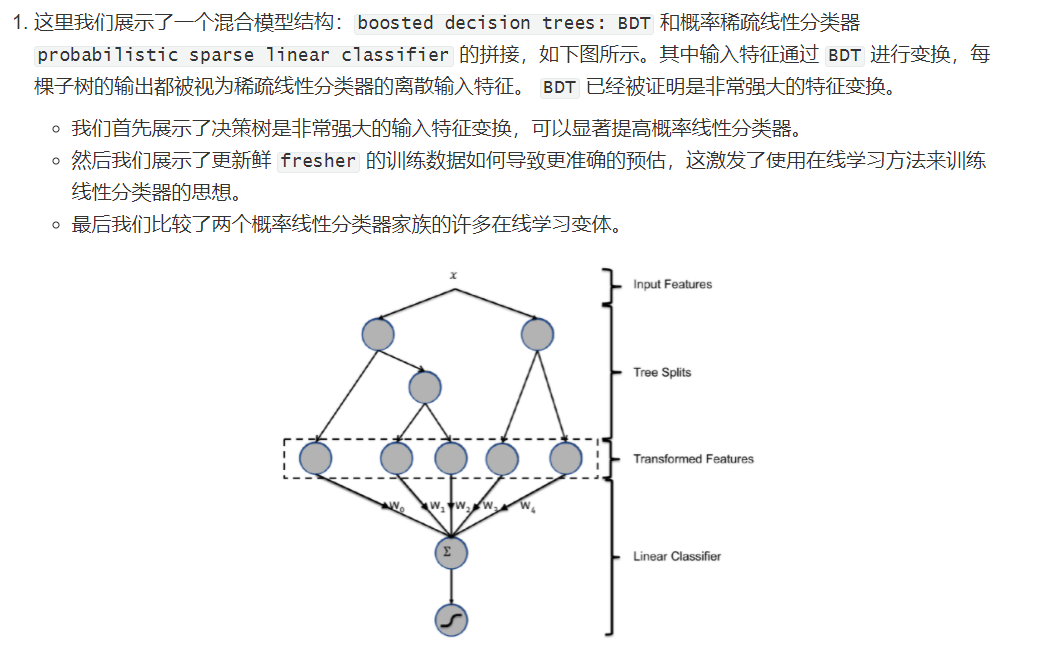 1. 这里我们展示了一个混合模型结构：boosted decision trees: BDT 和概率稀疏线性分类器
probabilistic sparse linear classifier 的拼接，如下图所示。其中输入特征通过 BDT 进行变换，每
棵子树的输出都被视为稀疏线性分类器的离散输入特征。 BDT 已经被证明是非常强大的特征变换。
我们首先展示了决策树是非常强大的输入特征变换，可以显著提高概率线性分类器。
然后我们展示了更新鲜 fresher 的训练数据如何导致更准确的预估，这激发了使用在线学习方法来训练
线性分类器的思想。
最后我们比较了两个概率线性分类器家族的许多在线学习变体。
x
Input Features
Tree Splits
Transformed Features
W₀ W₁ W₂ W₃ W₄
Σ
Linear Classifier